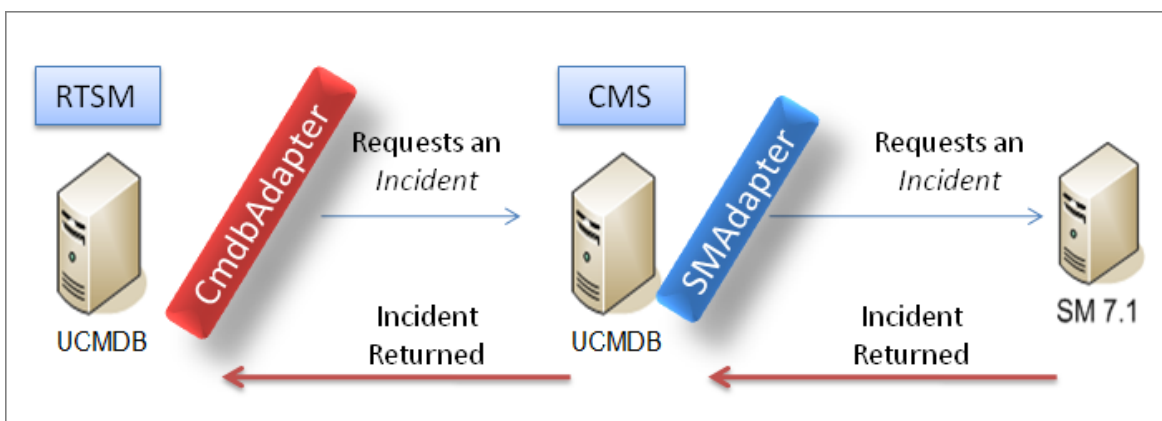 RTSM
CmdbAdapter
Requests an
Incident
CMS
SMAdapter
Requests an
Incident
UCMDB
Incident
Returned
UCMDB
Incident
Returned
SM 7.1